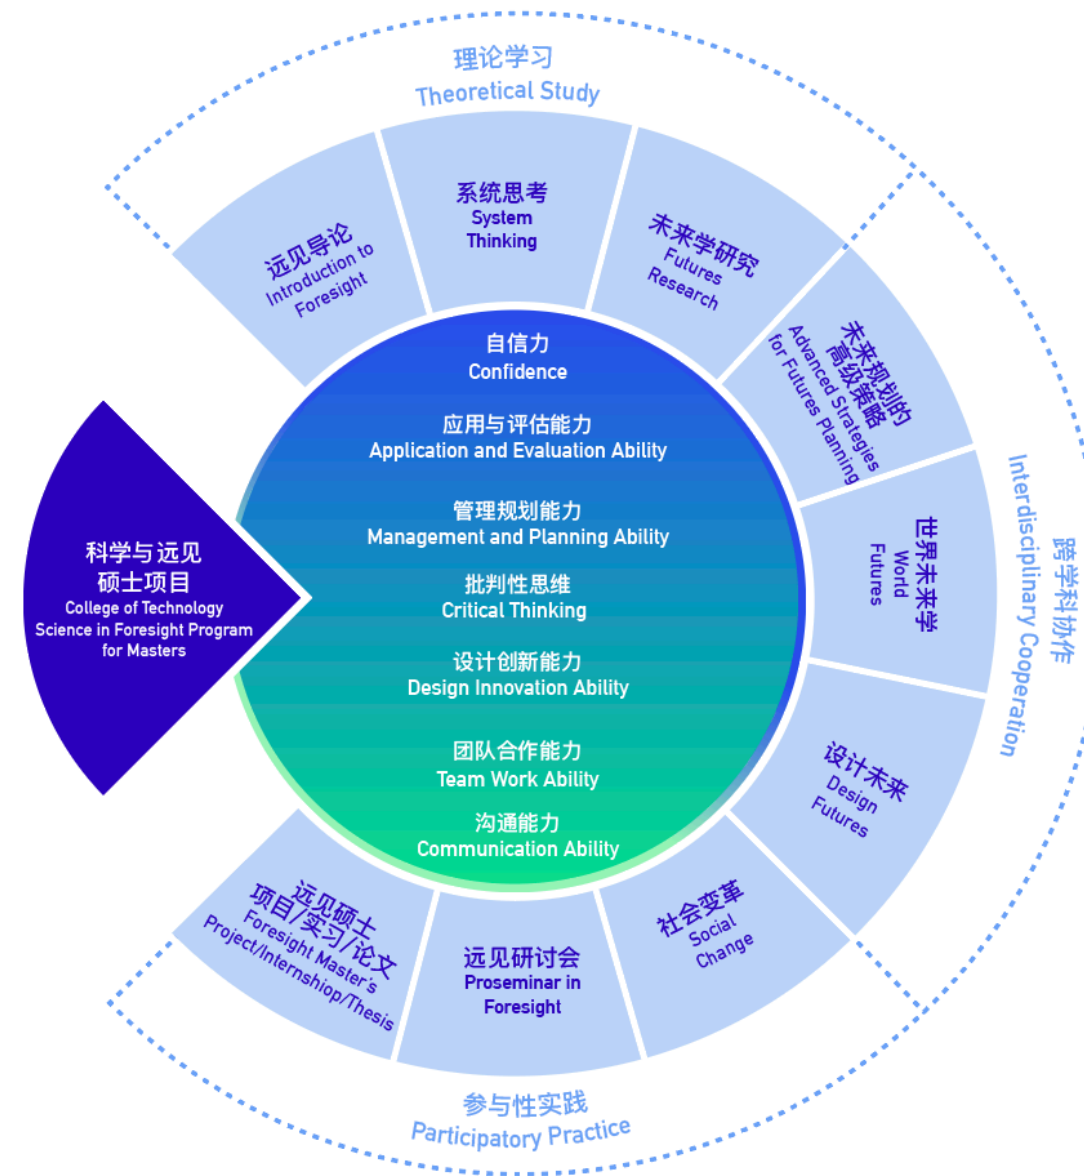 理论学习
Theoretical Study
远见导论
Introduction to
Foresight
系统思考
System
Thinking
未来学研究
Futures
Research
未来规划的
高级策略
Advanced Strategies
for Futures Planning
世界未来学
World
Futures
设计未来
Design
Futures
跨学科协作
Interdisciplinary Cooperation
社会变革
Social
Change
远见研讨会
Proseminar in
Foresight
远见硕士
项目/实习/论文
Foresight Master's
Project/Internshiop/Thesis
参与性实践
Participatory Practice
科学与远见
硕士项目
College of Technology
Science in Foresight Program
for Masters
自信力
Confidence
应用与评估能力
Application and Evaluation Ability
管理规划能力
Management and Planning Ability
批判性思维
Critical Thinking
设计创新能力
Design Innovation Ability
团队合作能力
Team Work Ability
沟通能力
Communication Ability